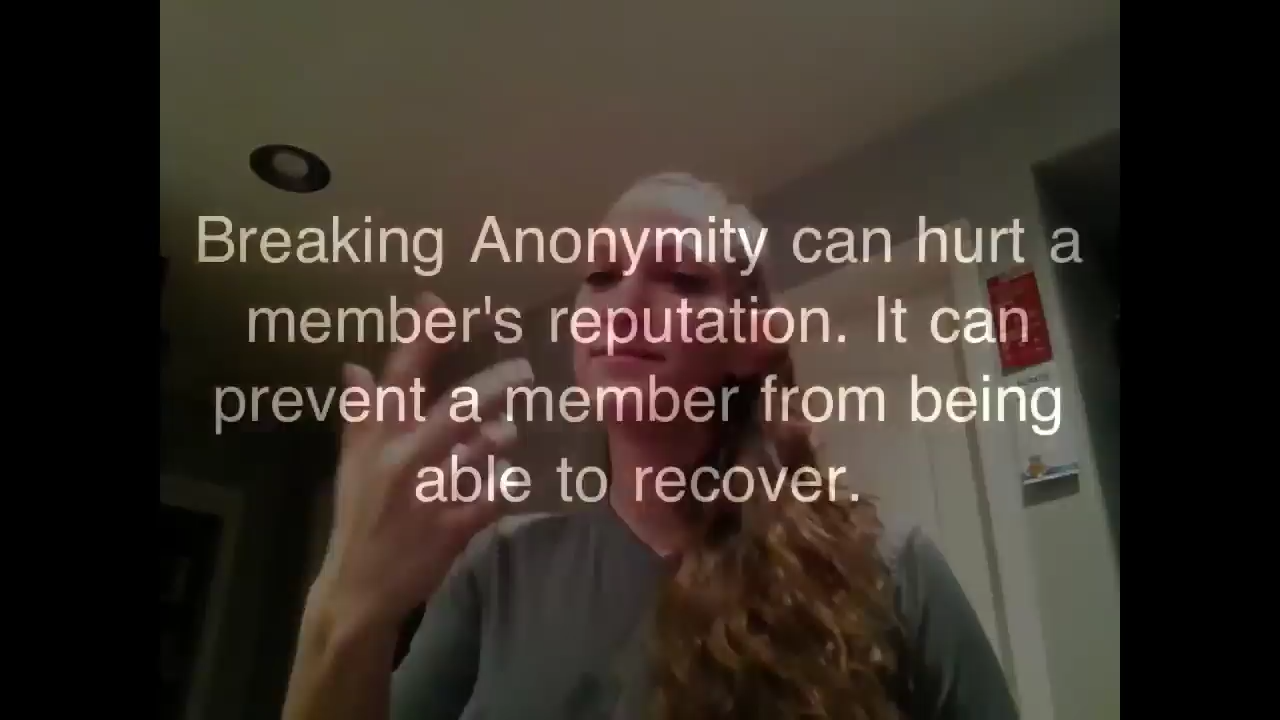 Breaking Anonymity can hurt a
member's reputation. It can
prevent a member from being
able to recover.